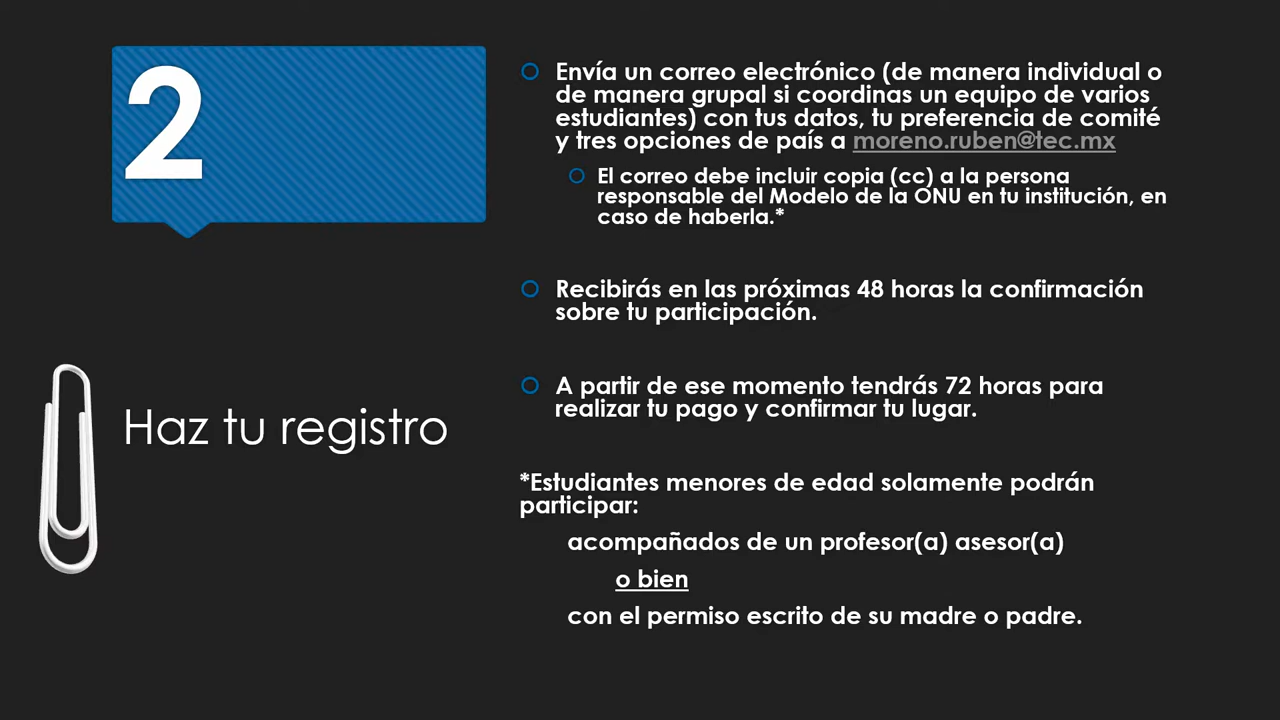 2
Haz tu registro
Envía un correo electrónico (de manera individual o
de manera grupal si coordinas un equipo de varios
estudiantes) con tus datos, tu preferencia de comité
y tres opciones de país a moreno.ruben@tec.mx
El correo debe incluir copia (cc) a la persona
responsable del Modelo de la ONU en tu institución, en
caso de haberla.*
Recibirás en las próximas 48 horas la confirmación
sobre tu participación.
A partir de ese momento tendrás 72 horas para
realizar tu pago y confirmar tu lugar.
*Estudiantes menores de edad solamente podrán
participar:
acompañados de un profesor(a) asesor(a)
o bien
con el permiso escrito de su madre o padre.